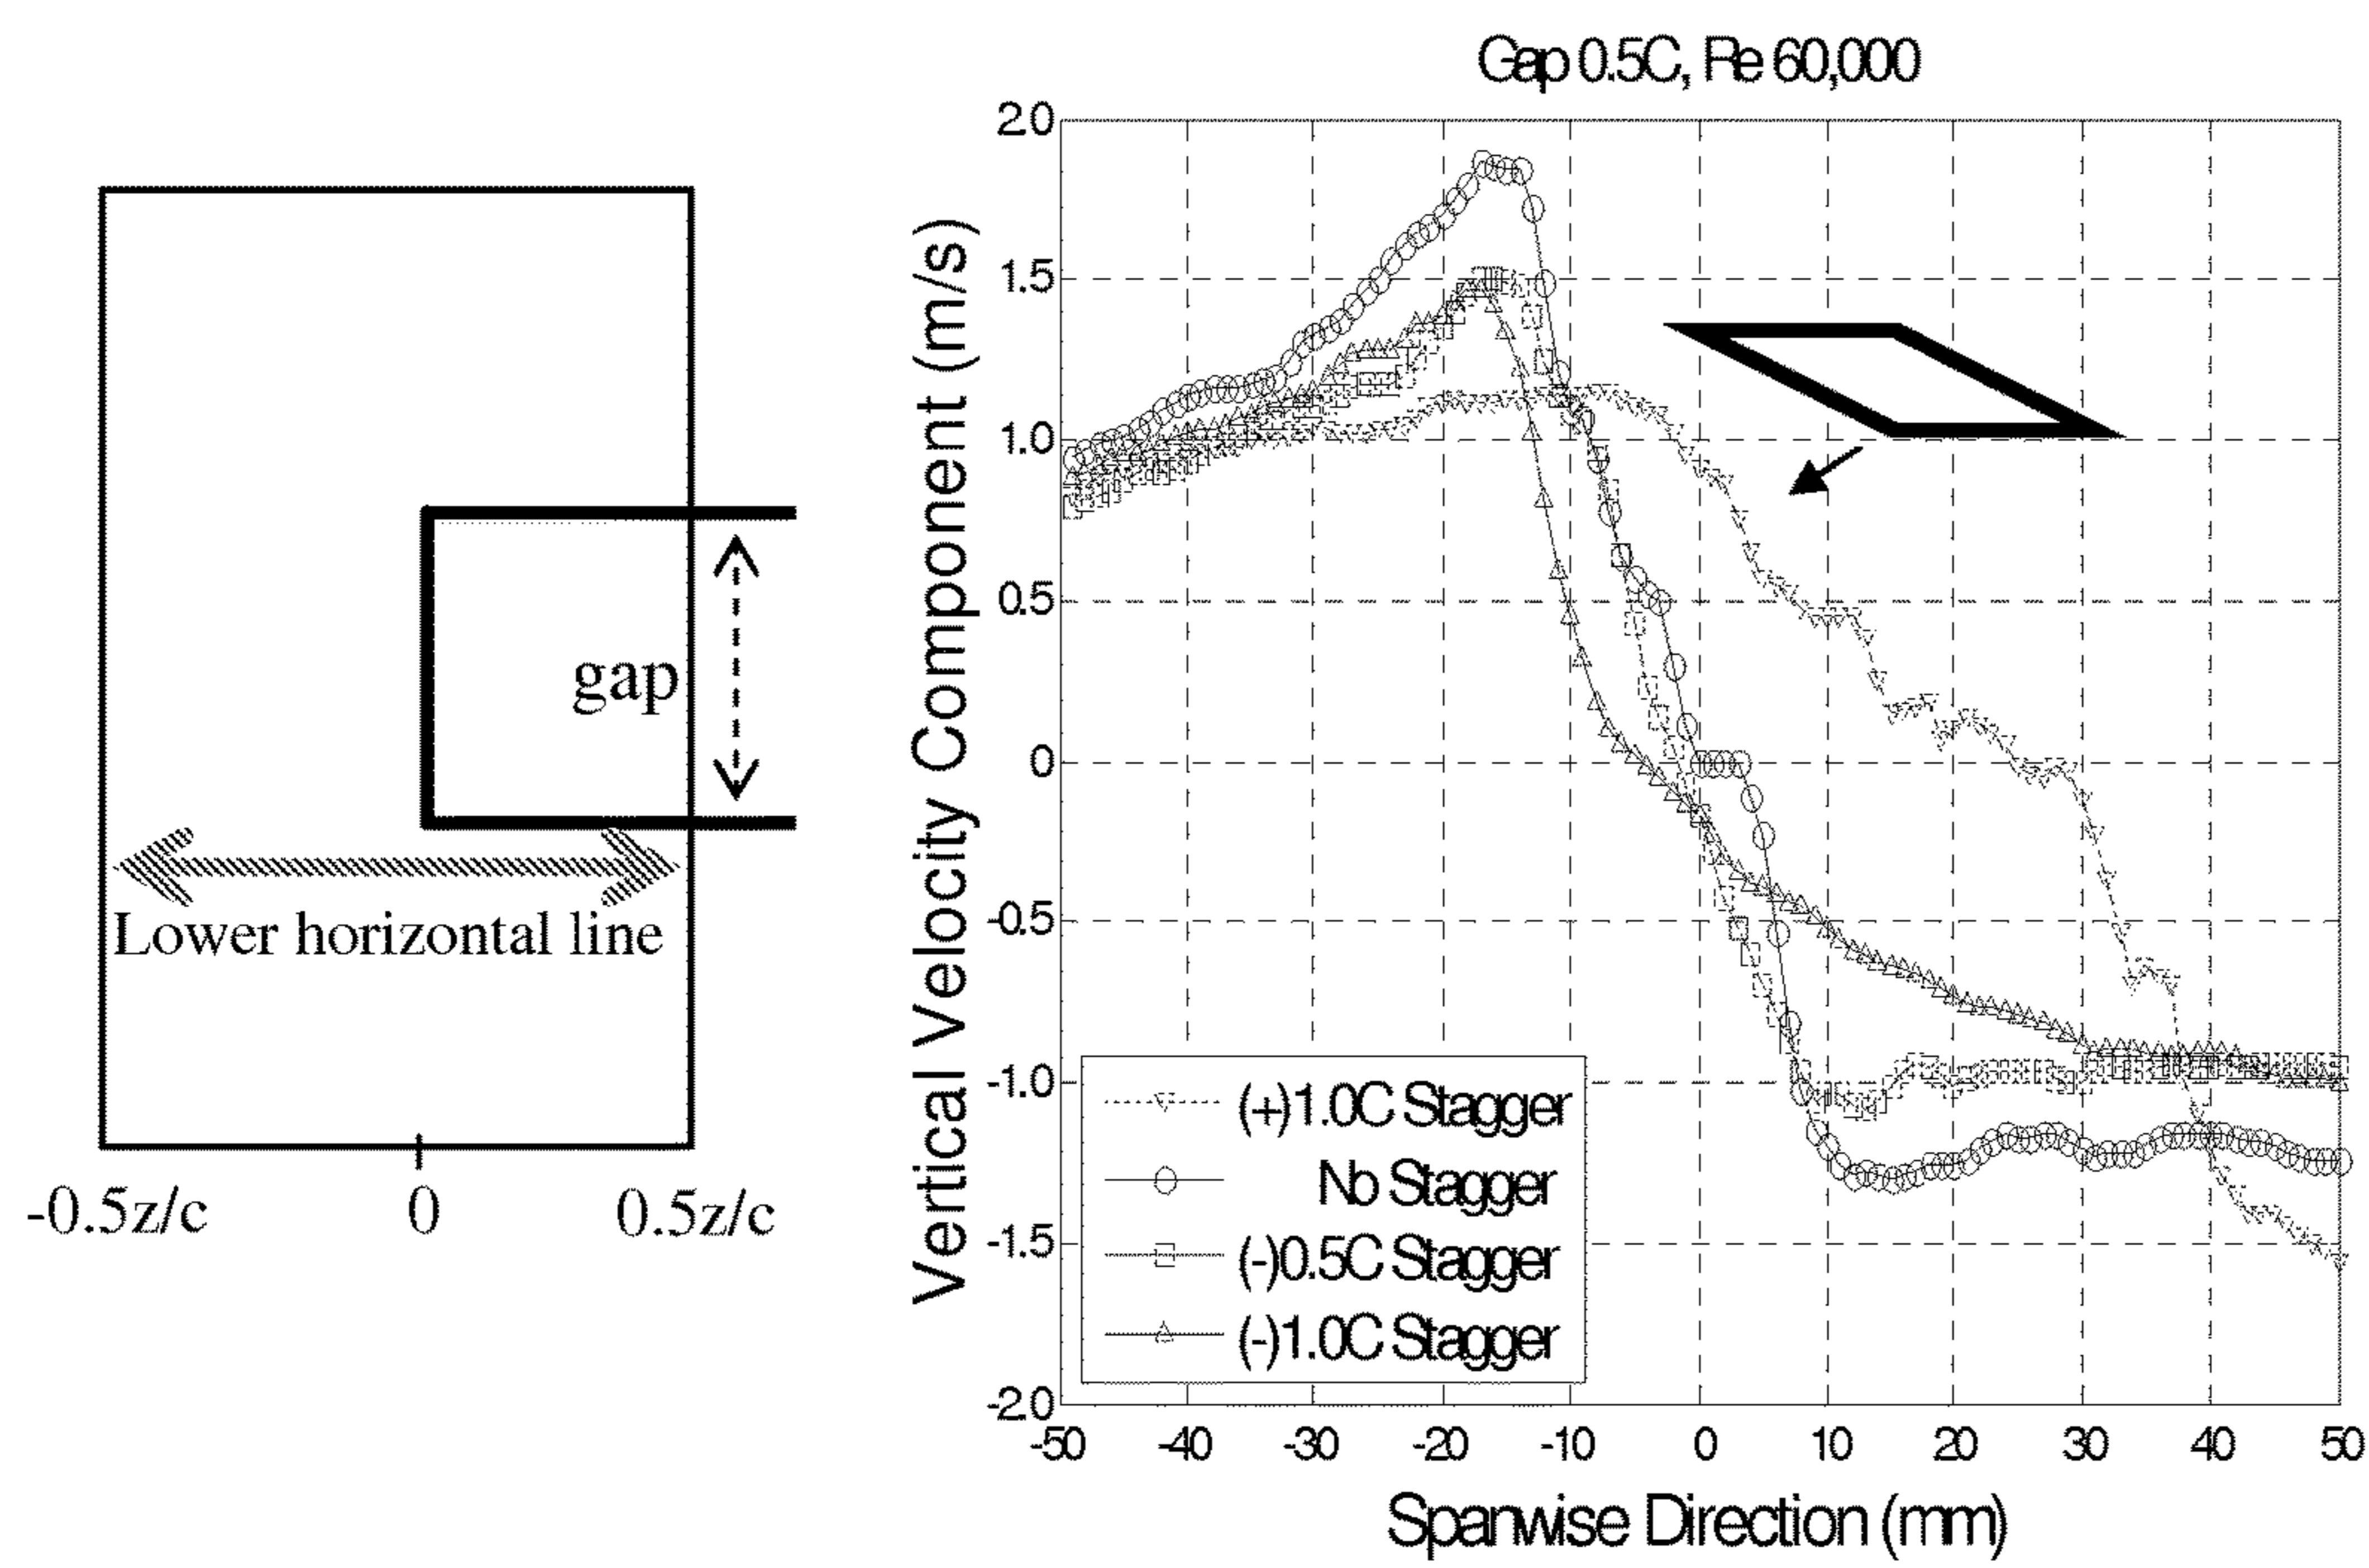 gap
Lower horizontal line
-0.5z/c
0
0.5z/c
Gap 0.5C, Re 60,000
Vertical Velocity Component (m/s)
2.0
1.5
1.0
0.5
0
-0.5
-1.0
-1.5
-2.0
(+)1.0C Stagger
No Stagger
(-)0.5C Stagger
(-)1.0C Stagger
-50 -40 -30 -20 -10 0 10 20 30 40 50
Spanwise Direction (mm)